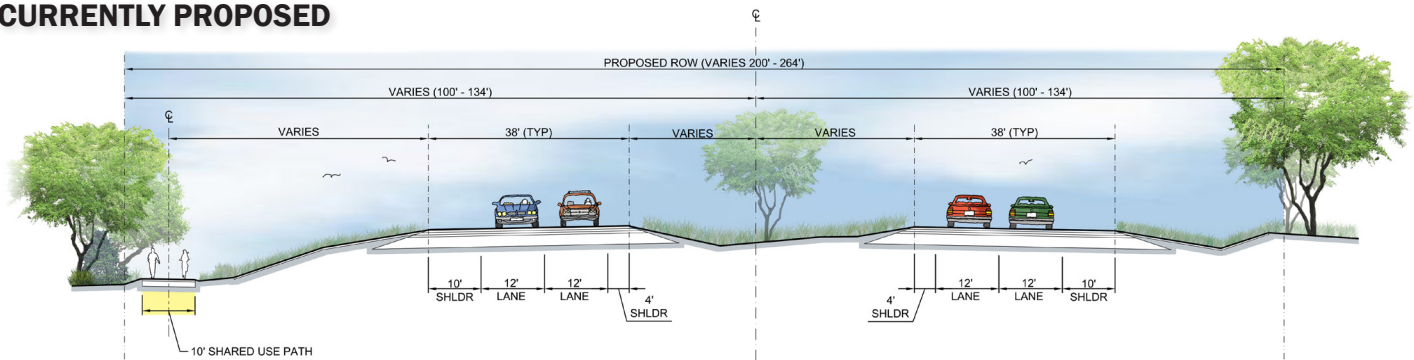 CURRENTLY PROPOSED
℄
PROPOSED ROW (VARIES 200' - 264')
VARIES (100' - 134')
VARIES (100' - 134')
℄
VARIES
38' (TYP)
VARIES
VARIES
38' (TYP)
10'
SHLDR
12'
LANE
12'
LANE
4'
SHLDR
4'
SHLDR
12'
LANE
12'
LANE
10'
SHLDR
10' SHARED USE PATH